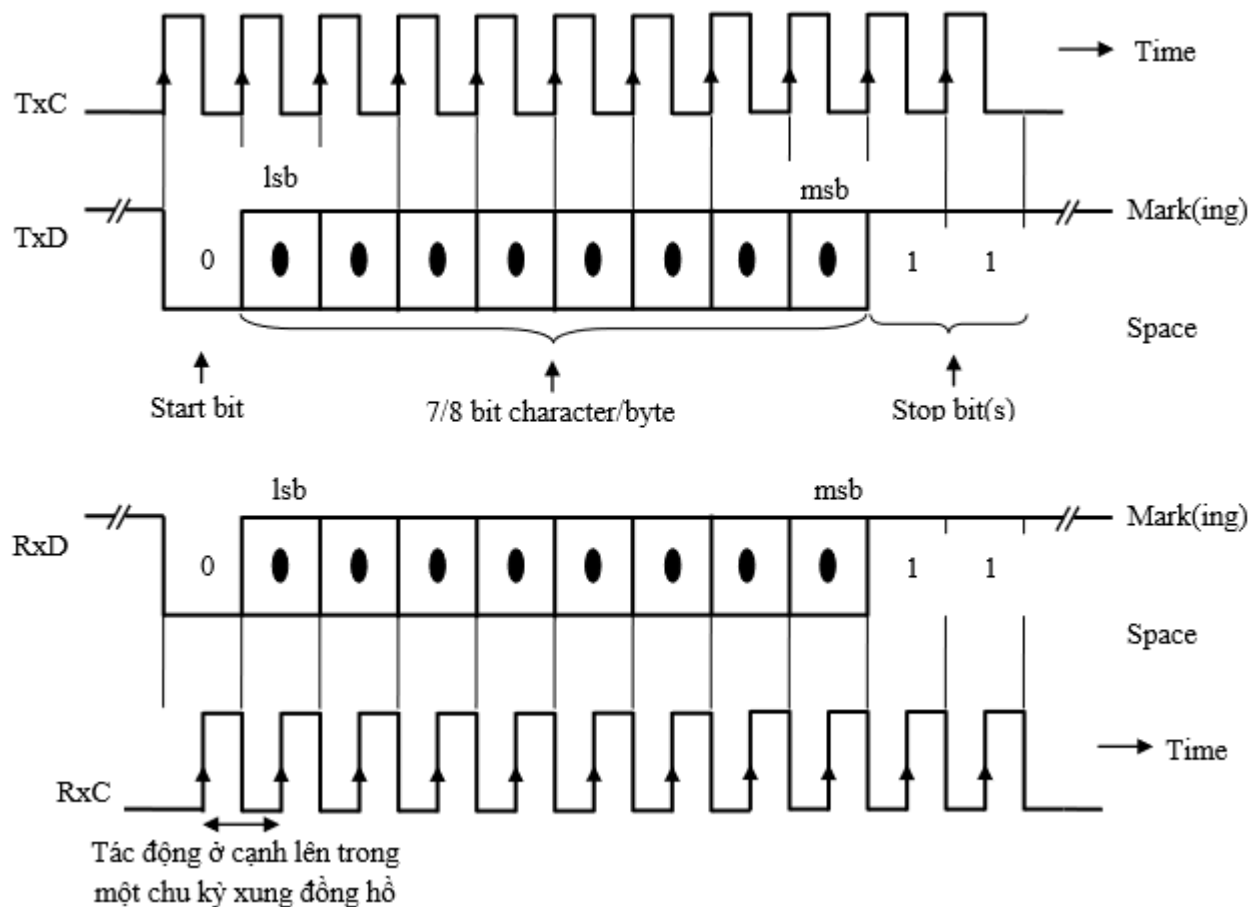 Time
TxC
lsb
msb
Mark(ing)
TxD
0
1
1
Space
Start bit
7/8 bit character/byte
Stop bit(s)
lsb
msb
Mark(ing)
RxD
0
1
1
Space
Time
RxC
Tác động ở cạnh lên trong
một chu kỳ xung đồng hồ